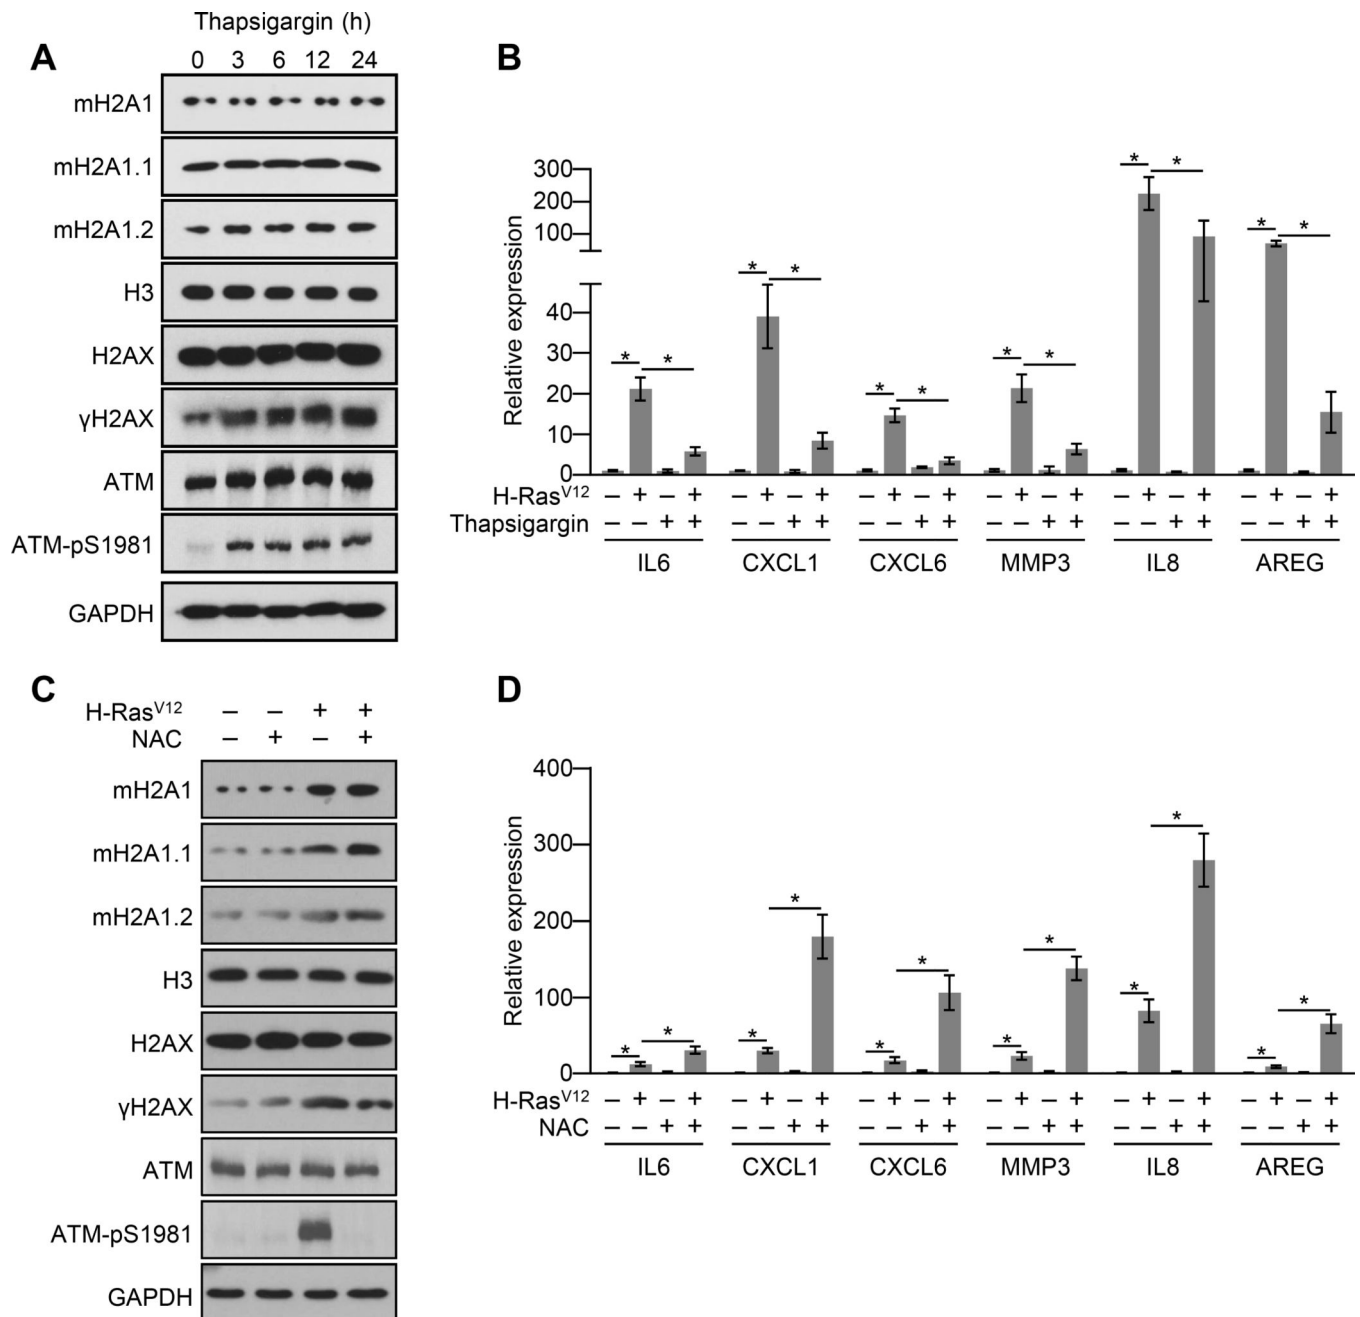 A
Thapsigargin (h)
0 3 6 12 24
mH2A1
mH2A1.1
mH2A1.2
H3
H2AX
γH2AX
ATM
ATM-pS1981
GAPDH
B
Relative expression
300
200
100
40
30
20
10
0
* * * * * * * * * * * *
H-RasV12 – + – + – + – + – + – + – + – + – + – + – + – +
Thapsigargin – – + + – – + + – – + + – – + + – – + + – – + +
IL6 CXCL1 CXCL6 MMP3 IL8 AREG
C
H-RasV12 – – + +
NAC – + – +
mH2A1
mH2A1.1
mH2A1.2
H3
H2AX
γH2AX
ATM
ATM-pS1981
GAPDH
D
Relative expression
400
300
200
100
0
* * * * * * * * * * * *
H-RasV12 – + – + – + – + – + – + – + – + – + – + – + – +
NAC – – + + – – + + – – + + – – + + – – + + – – + +
IL6 CXCL1 CXCL6 MMP3 IL8 AREG